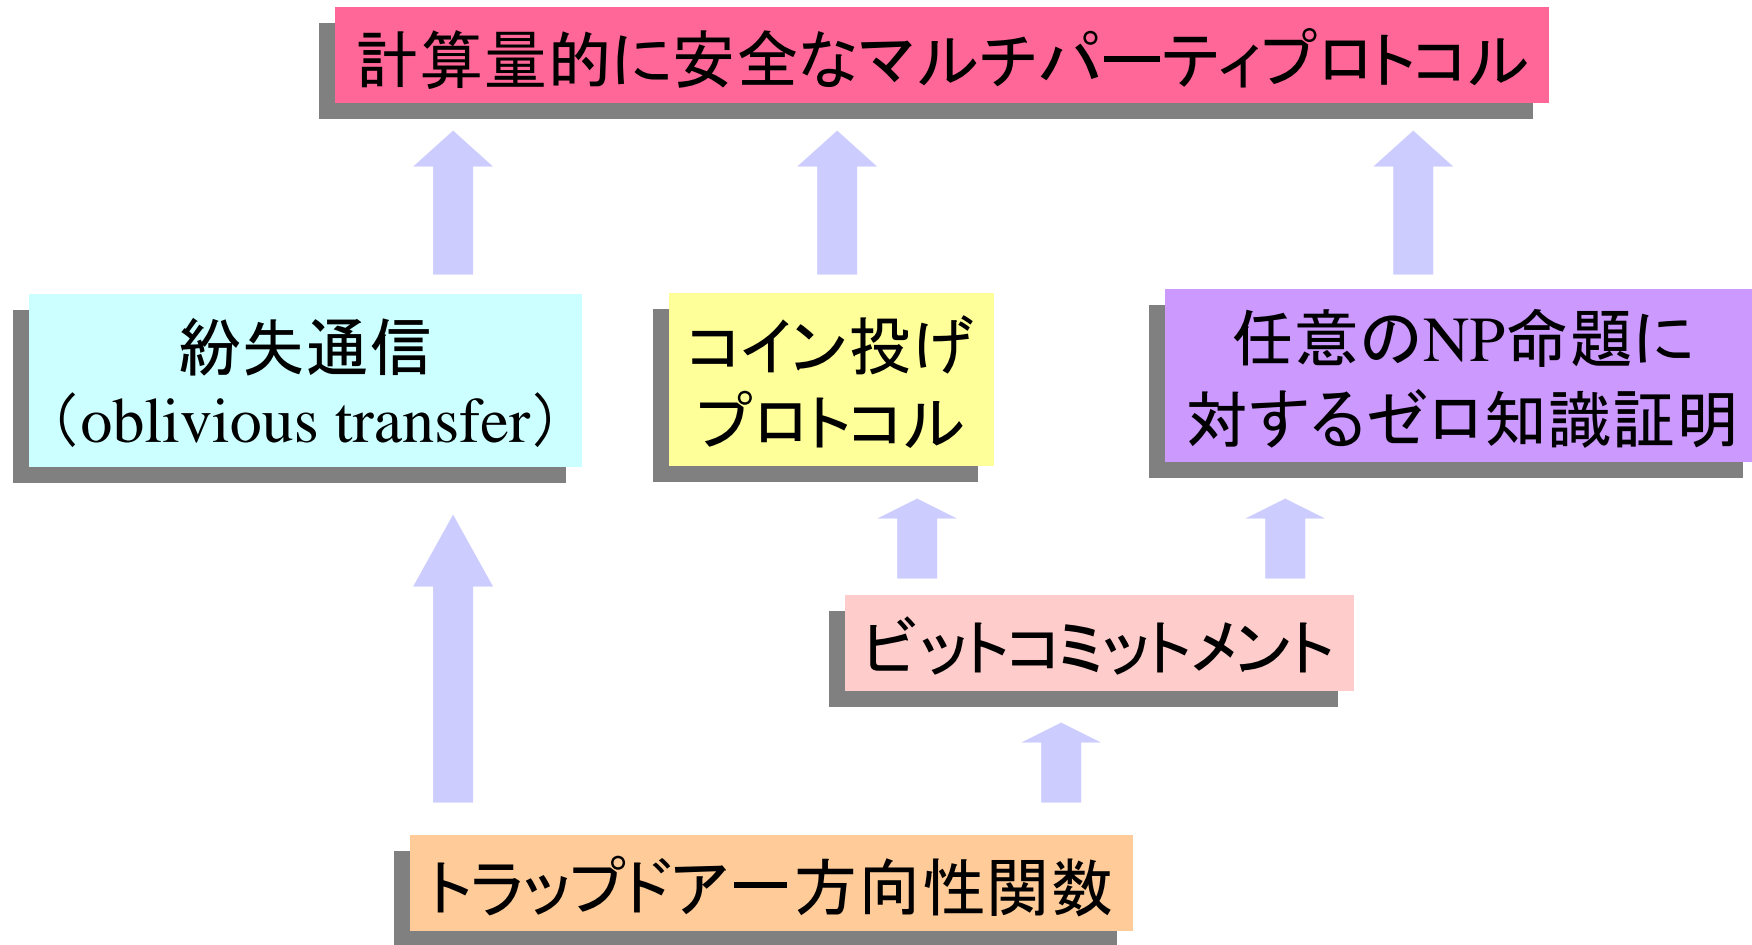 計算量的に安全なマルチパーティプロトコル
紛失通信
（oblivious transfer）
コイン投げ
プロトコル
任意のNP命題に
対するゼロ知識証明
ビットコミットメント
トラップドア一方向性関数